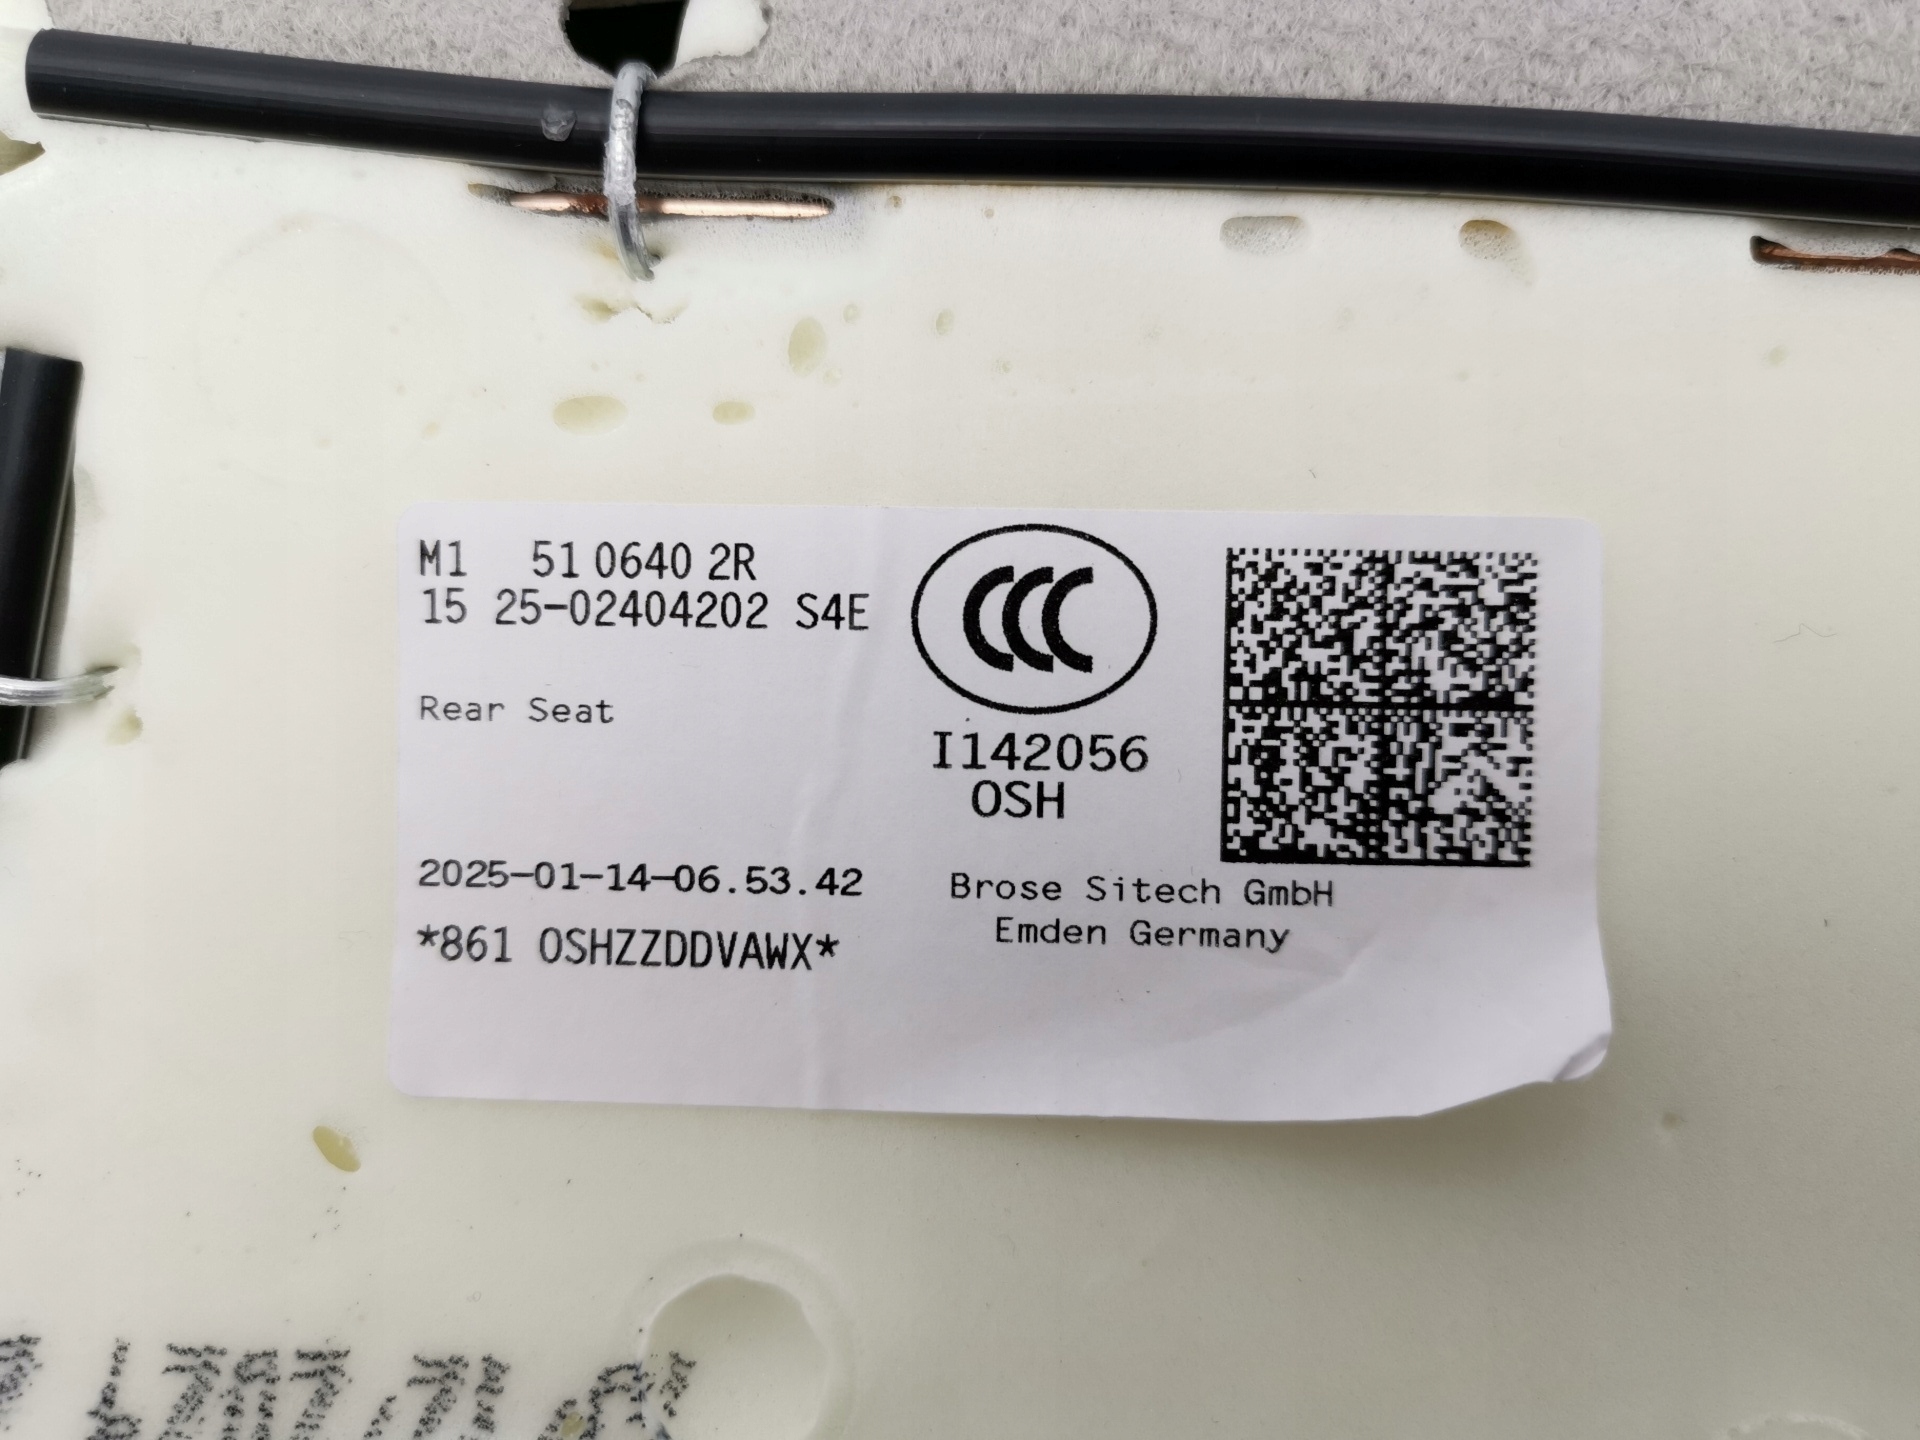 M1 51 0640 2R
15 25-02404202 S4E
Rear Seat
CCC
I142056
OSH
2025-01-14-06.53.42
*861 OSHZZDDVAWX*
Brose Sitech GmbH
Emden Germany